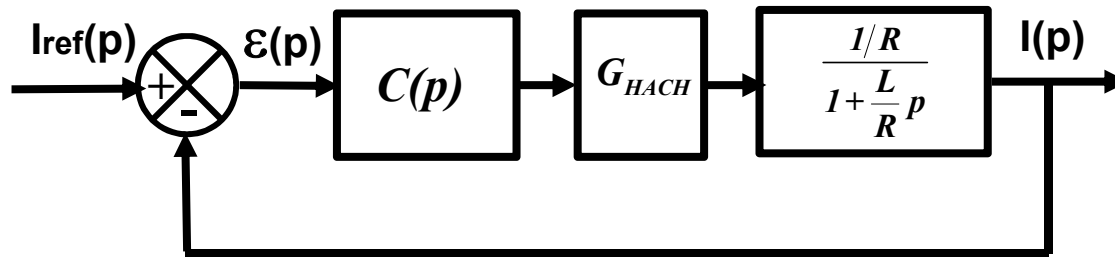 Iref(p)
+
-
ε(p)
C(p)
G_HACH
1/R
1 + L/R p
I(p)